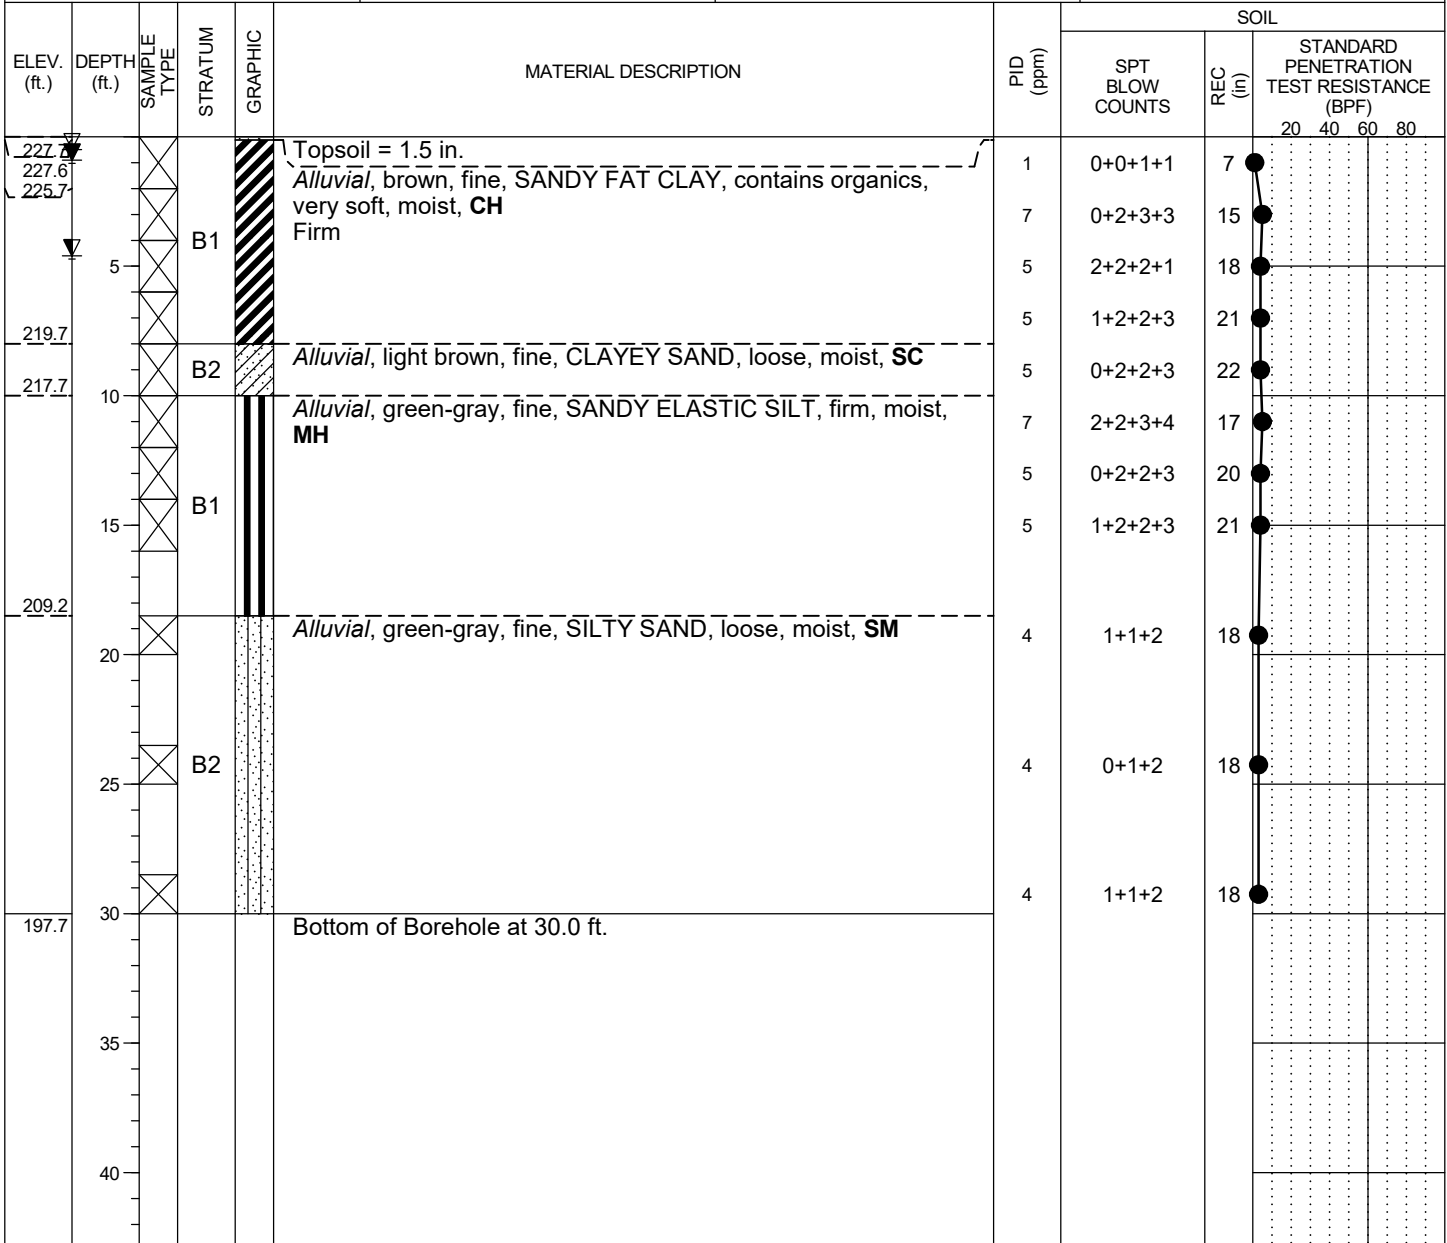 SOIL
ELEV. (ft.)
DEPTH (ft.)
SAMPLE TYPE
STRATUM
GRAPHIC
MATERIAL DESCRIPTION
PID (ppm)
SPT BLOW COUNTS
REC (in)
STANDARD PENETRATION TEST RESISTANCE (BPF)
20 40 60 80
227.7
Topsoil = 1.5 in.
227.6
1 0+0+1+1 7
225.7
Alluvial, brown, fine, SANDY FAT CLAY, contains organics,
very soft, moist, CH
7 0+2+3+3 15
Firm
B1
5
5 2+2+2+1 18
5 1+2+2+3 21
219.7
Alluvial, light brown, fine, CLAYEY SAND, loose, moist, SC
B2
5 0+2+2+3 22
217.7
10
Alluvial, green-gray, fine, SANDY ELASTIC SILT, firm, moist,
MH
7 2+2+3+4 17
5 0+2+2+3 20
B1
15
5 1+2+2+3 21
209.2
Alluvial, green-gray, fine, SILTY SAND, loose, moist, SM
4 1+1+2 18
20
B2
4 0+1+2 18
25
4 1+1+2 18
30
197.7
Bottom of Borehole at 30.0 ft.
35
40